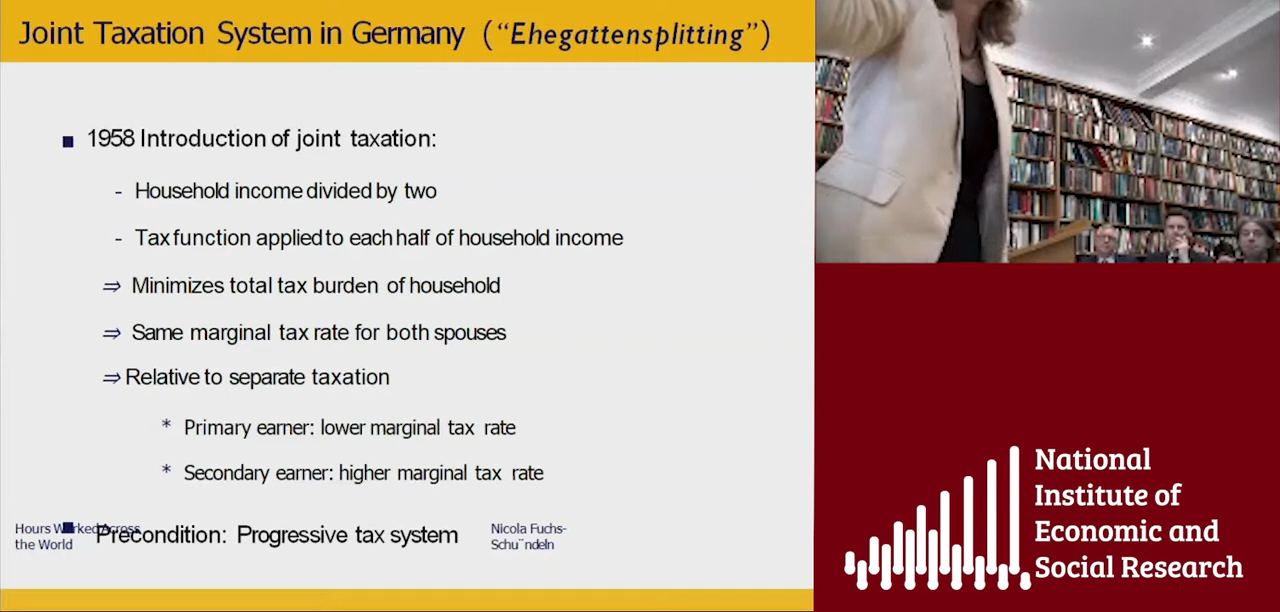 Joint Taxation System in Germany (“Ehegattensplitting”)
■ 1958 Introduction of joint taxation:
- Household income divided by two
- Tax function applied to each half of household income
⇒ Minimizes total tax burden of household
⇒ Same marginal tax rate for both spouses
⇒ Relative to separate taxation
* Primary earner: lower marginal tax rate
* Secondary earner: higher marginal tax rate
■ Precondition: Progressive tax system
Hours Worked Across
the World
Nicola Fuchs-
Schu¨ndeln
National
Institute of
Economic and
Social Research